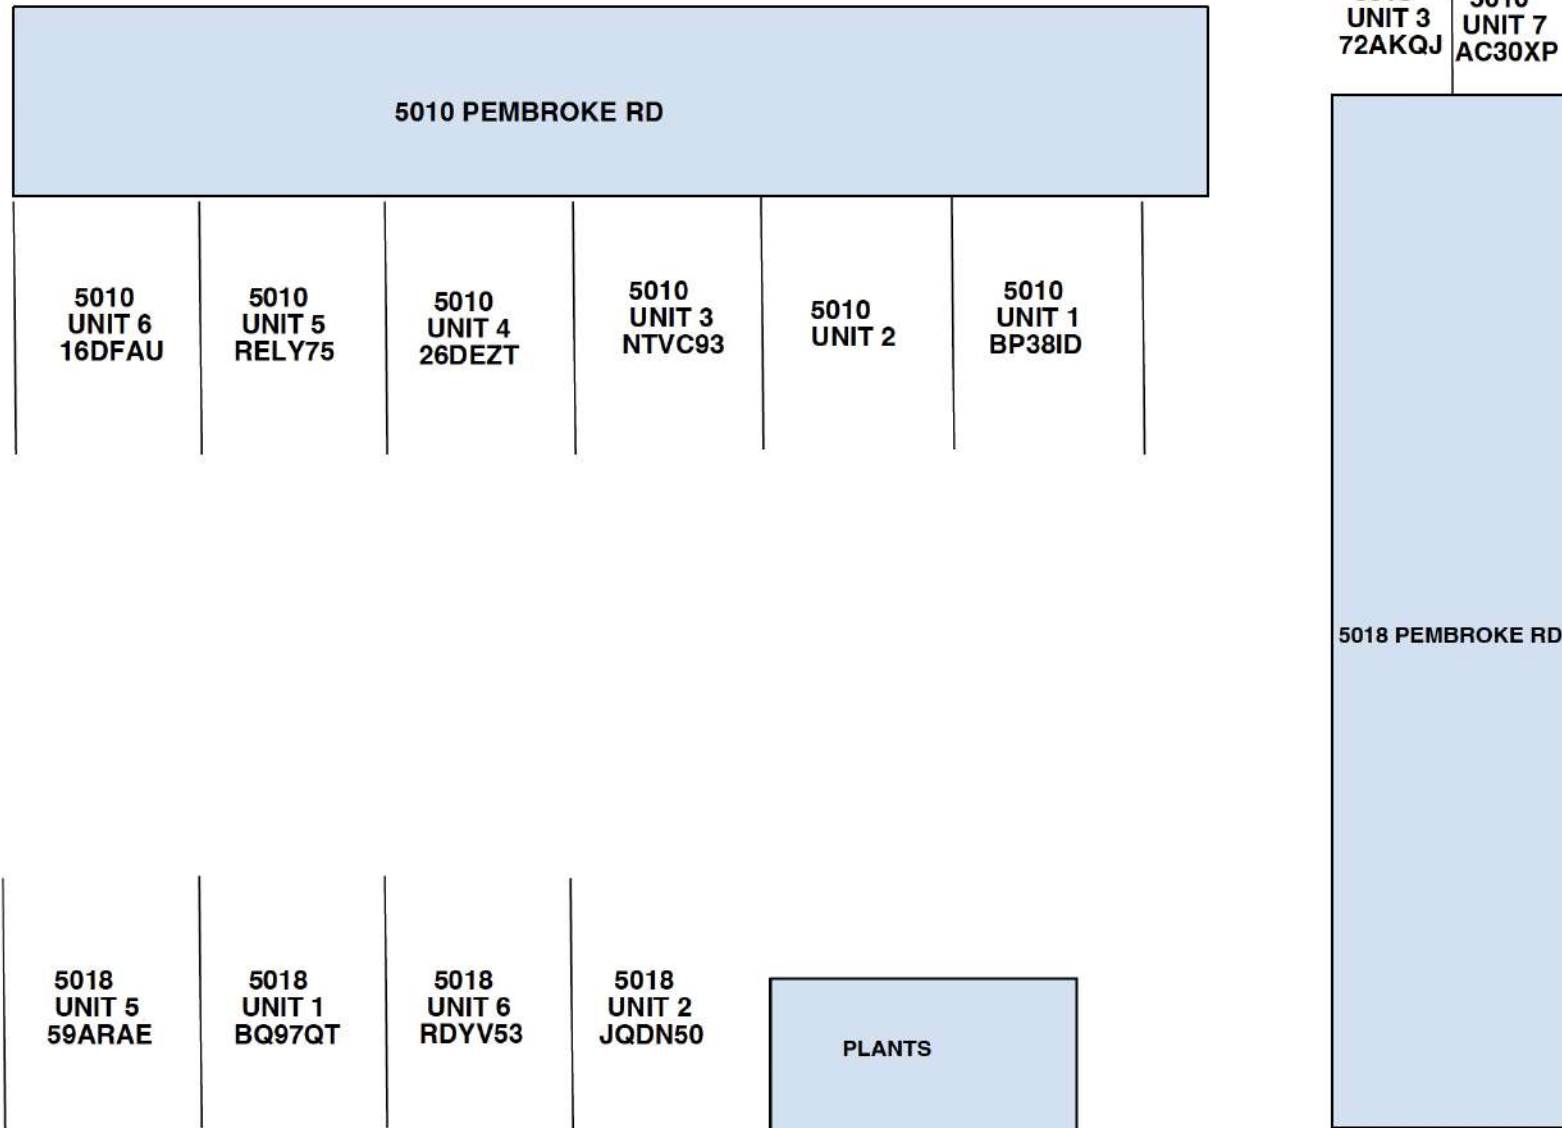 UNIT 3
72AKQJ
5010
UNIT 7
AC30XP
5010 PEMBROKE RD
5010
UNIT 6
16DFAU
5010
UNIT 5
RELY75
5010
UNIT 4
26DEZT
5010
UNIT 3
NTVC93
5010
UNIT 2
5010
UNIT 1
BP38ID
5018 PEMBROKE RD
5018
UNIT 5
59ARAE
5018
UNIT 1
BQ97QT
5018
UNIT 6
RDYV53
5018
UNIT 2
JQDN50
PLANTS